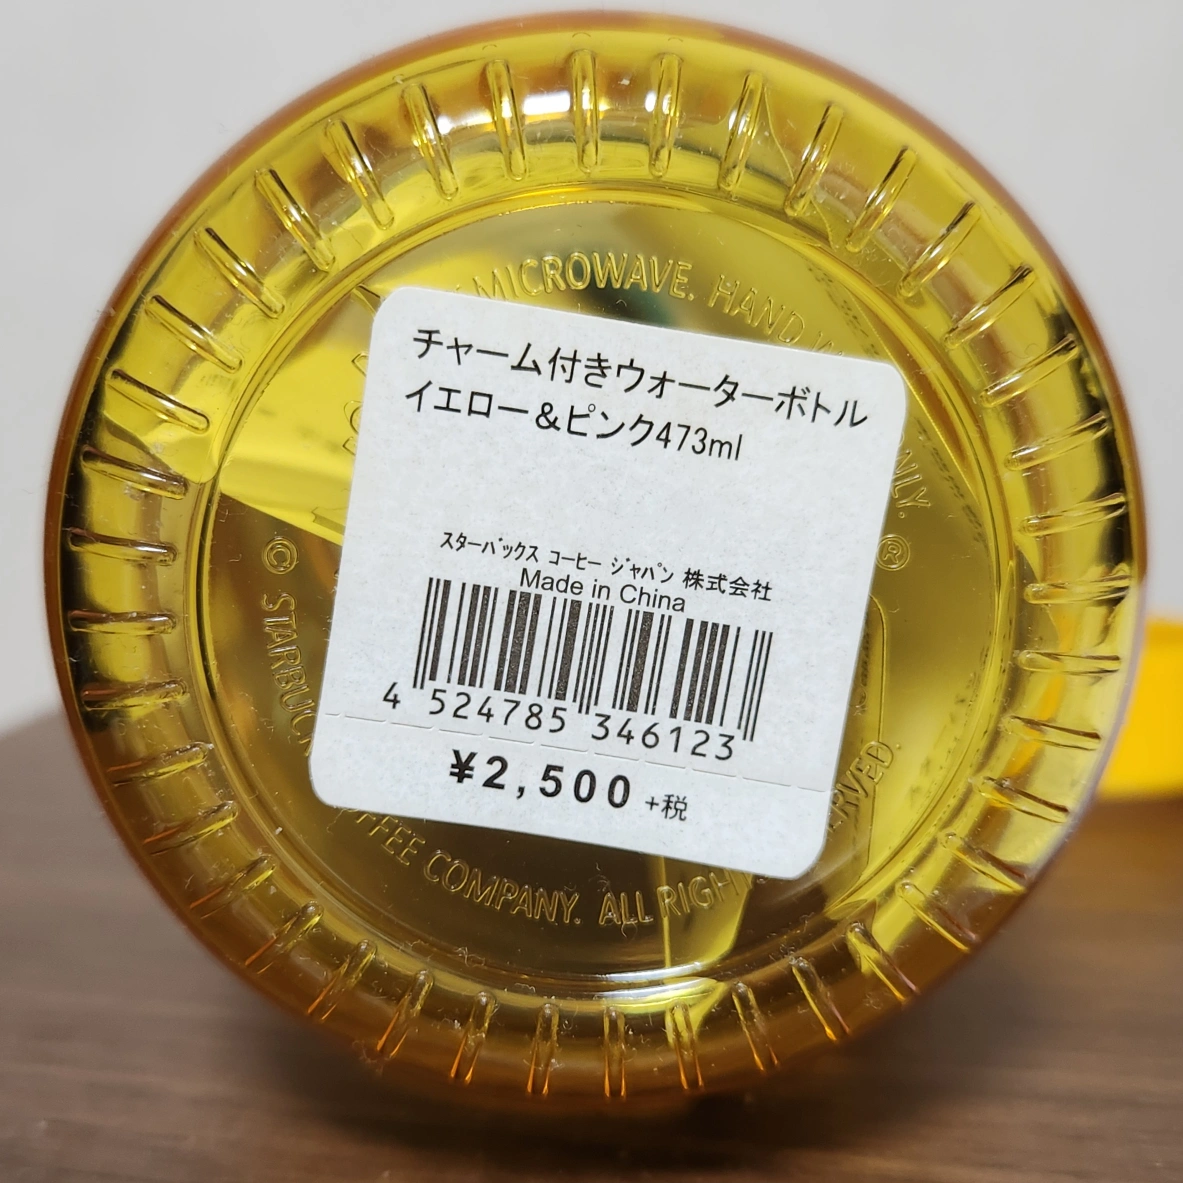 チャーム付きウォーターボトル
イエロー＆ピンク473ml
スターバックス コーヒー ジャパン 株式会社
Made in China
4 524785 346123
¥2,500 +税
MICROWAVE. HAND
ONLY.
®
© STARBUCK
OFFEE COMPANY. ALL RIGH
ERVED.